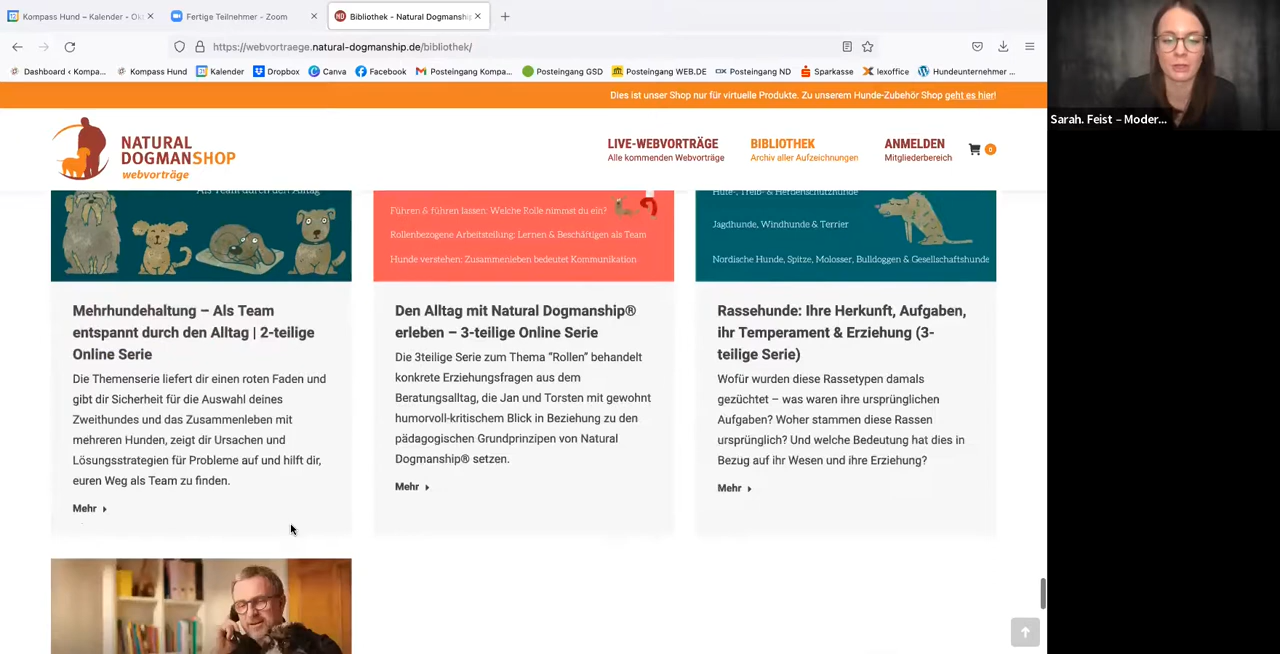 Kompass Hund – Kalender - Okt
Fertige Teilnehmer - Zoom
Bibliothek - Natural Dogmanship
https://webvortraege.natural-dogmanship.de/bibliothek/
Dashboard ‹ Kompa...
Kompass Hund
Kalender
Dropbox
Canva
Facebook
Posteingang Kompa...
Posteingang GSD
Posteingang WEB.DE
Posteingang ND
Sparkasse
lexoffice
Hundeunternehmer ...
Dies ist unser Shop nur für virtuelle Produkte. Zu unserem Hunde-Zubehör Shop geht es hier!
NATURAL
DOGMANSHOP
webvorträge
LIVE-WEBVORTRÄGE
Alle kommenden Webvorträge
BIBLIOTHEK
Archiv aller Aufzeichnungen
ANMELDEN
Mitgliederbereich
0
Als Team durch den Alltag
Führen & führen lassen: Welche Rolle nimmst du ein?
Rollenbezogene Arbeitsteilung: Lernen & Beschäftigen als Team
Hunde verstehen: Zusammenleben bedeutet Kommunikation
Hüte-, Treib- & Herdenschutzhunde
Jagdhunde, Windhunde & Terrier
Nordische Hunde, Spitze, Molosser, Bulldoggen & Gesellschaftshunde
Mehrhundehaltung – Als Team
entspannt durch den Alltag | 2-teilige
Online Serie
Die Themenserie liefert dir einen roten Faden und
gibt dir Sicherheit für die Auswahl deines
Zweithundes und das Zusammenleben mit
mehreren Hunden, zeigt dir Ursachen und
Lösungsstrategien für Probleme auf und hilft dir,
euren Weg als Team zu finden.
Mehr
Den Alltag mit Natural Dogmanship®
erleben – 3-teilige Online Serie
Die 3teilige Serie zum Thema “Rollen” behandelt
konkrete Erziehungsfragen aus dem
Beratungsalltag, die Jan und Torsten mit gewohnt
humorvoll-kritischem Blick in Beziehung zu den
pädagogischen Grundprinzipen von Natural
Dogmanship® setzen.
Mehr
Rassehunde: Ihre Herkunft, Aufgaben,
ihr Temperament & Erziehung (3-
teilige Serie)
Wofür wurden diese Rassetypen damals
gezüchtet – was waren ihre ursprünglichen
Aufgaben? Woher stammen diese Rassen
ursprünglich? Und welche Bedeutung hat dies in
Bezug auf ihr Wesen und ihre Erziehung?
Mehr
Sarah. Feist – Moder...